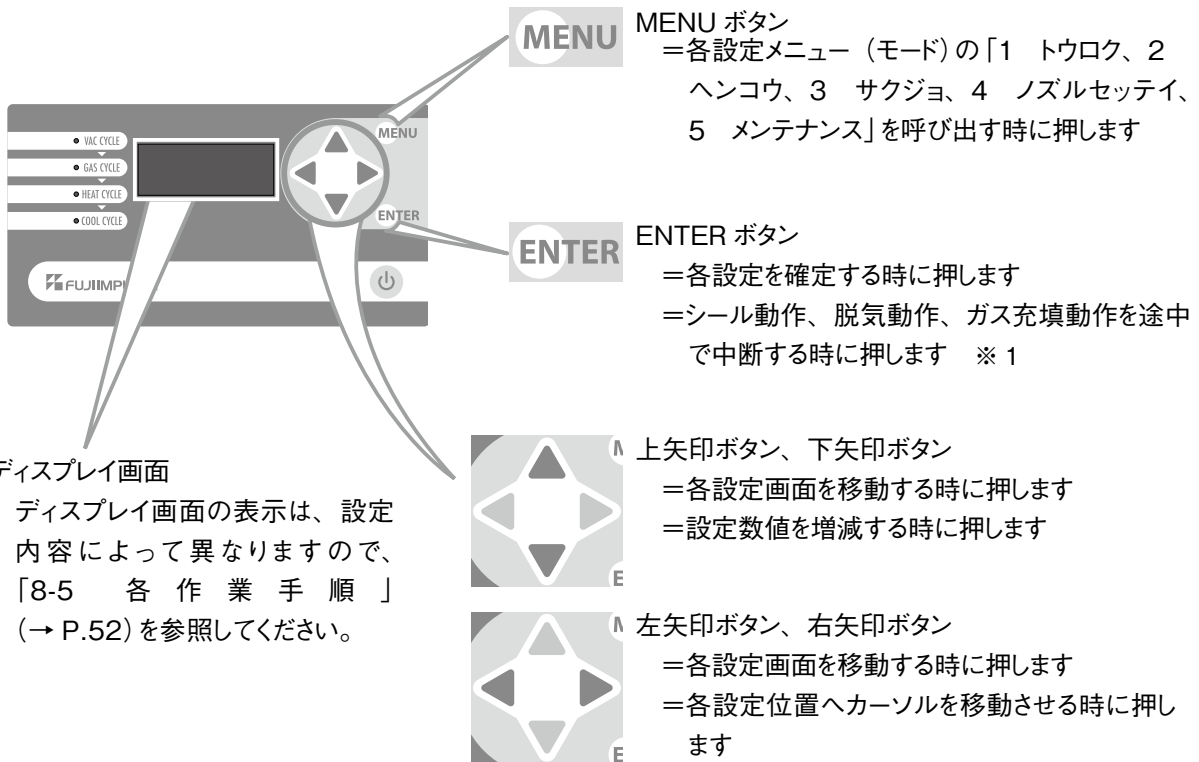 MENU
MENU ボタン
＝各設定メニュー（モード）の「1　トウロク、2
ヘンコウ、3　サクジョ、4　ノズルセッテイ、
5　メンテナンス」を呼び出す時に押します
VAC CYCLE
GAS CYCLE
HEAT CYCLE
COOL CYCLE
MENU
ENTER
FUJIIMP
ENTER
ENTER ボタン
＝各設定を確定する時に押します
＝シール動作、脱気動作、ガス充填動作を途中
で中断する時に押します　※ 1
ディスプレイ画面
ディスプレイ画面の表示は、設定
内容によって異なりますので、
「8-5　各作業手順」
（→ P.52）を参照してください。
M
E
上矢印ボタン、下矢印ボタン
＝各設定画面を移動する時に押します
＝設定数値を増減する時に押します
M
E
左矢印ボタン、右矢印ボタン
＝各設定画面を移動する時に押します
＝各設定位置へカーソルを移動させる時に押し
ます